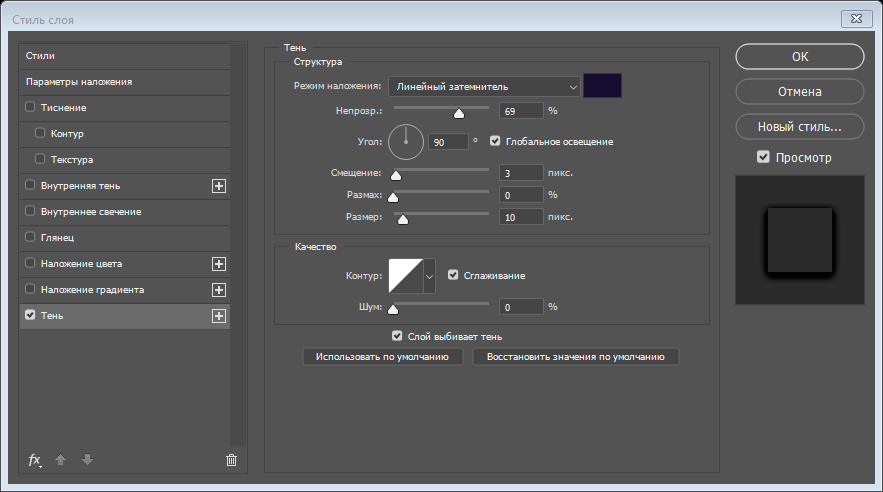 Стиль слоя
Стили
Параметры наложения
Тиснение
Контур
Текстура
Внутренняя тень
Внутреннее свечение
Глянец
Наложение цвета
Наложение градиента
Тень
fx
Тень
Структура
Режим наложения: Линейный затемнитель
Непрозр.: 69 %
Угол: 90 ° Глобальное освещение
Смещение: 3 пикс.
Размах: 0 %
Размер: 10 пикс.
Качество
Контур: Сглаживание
Шум: 0 %
Слой выбивает тень
Использовать по умолчанию Восстановить значения по умолчанию
ОК
Отмена
Новый стиль...
Просмотр